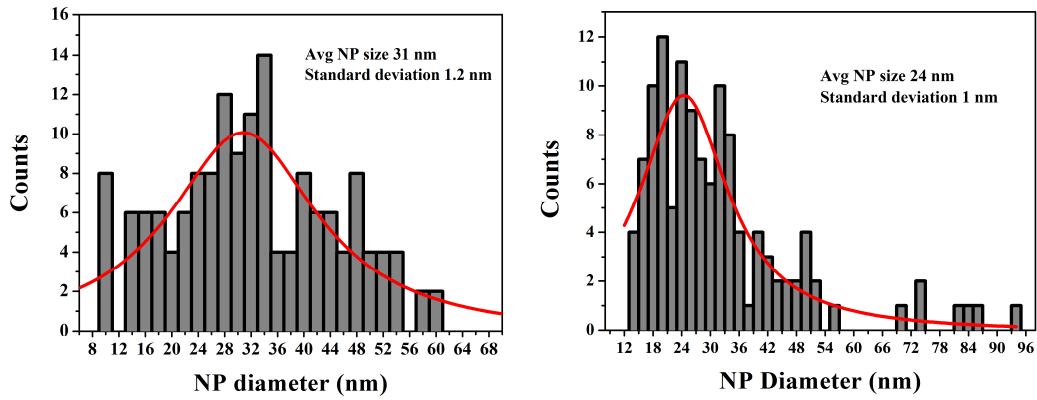 16
14
12
10
8
6
4
2
0
Counts
Avg NP size 31 nm
Standard deviation 1.2 nm
8 12 16 20 24 28 32 36 40 44 48 52 56 60 64 68
NP diameter (nm)
12
10
8
6
4
2
0
Counts
Avg NP size 24 nm
Standard deviation 1 nm
12 18 24 30 36 42 48 54 60 66 72 78 84 90 96
NP Diameter (nm)